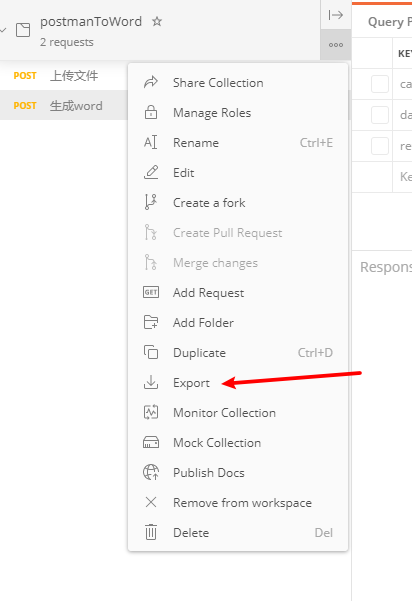 postmanToWord ☆
2 requests
POST 上传文件
POST 生成word
Share Collection
Manage Roles
Rename Ctrl+E
Edit
Create a fork
Create Pull Request
Merge changes
GET Add Request
Add Folder
Duplicate Ctrl+D
Export
Monitor Collection
Mock Collection
Publish Docs
Remove from workspace
Delete Del
Query P
KE
ca
da
re
Ke
Respons